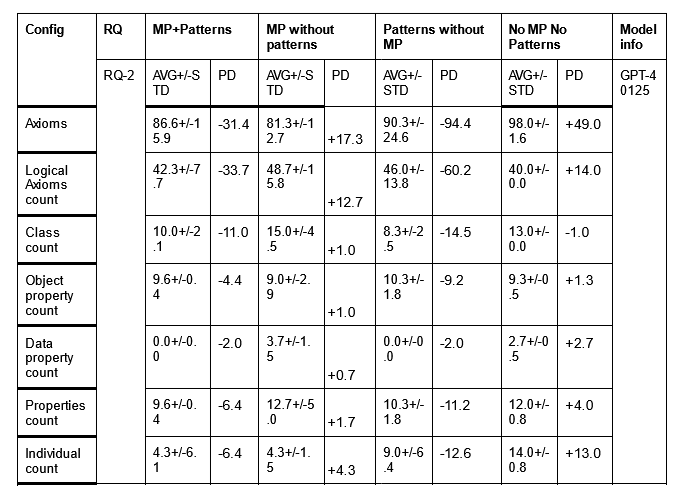 Config RQ MP+Patterns MP without Patterns without No MP No Model
patterns MP Patterns info
RQ-2 AVG+/-S PD AVG+/-S PD AVG+/- PD AVG+/- PD GPT-4
TD TD STD STD 0125
Axioms 86.6+/-1 -31.4 81.3+/-1 90.3+/- -94.4 98.0+/- +49.0
5.9 2.7 +17.3 24.6 1.6
Logical 42.3+/-7 -33.7 48.7+/-1 46.0+/- -60.2 40.0+/- +14.0
Axioms .7 5.8 13.8 0.0
count +12.7
Class 10.0+/-2 -11.0 15.0+/-4 8.3+/-2 -14.5 13.0+/- -1.0
count .1 .5 +1.0 .5 0.0
Object 9.6+/-0. -4.4 9.0+/-2. 10.3+/- -9.2 9.3+/-0 +1.3
property 4 9 1.8 .5
count +1.0
Data 0.0+/-0. -2.0 3.7+/-1. 0.0+/-0 -2.0 2.7+/-0 +2.7
property 0 5 .0 .5
count +0.7
Properties 9.6+/-0. -6.4 12.7+/-5 10.3+/- -11.2 12.0+/- +4.0
count 4 .0 +1.7 1.8 0.8
Individual 4.3+/-6. -6.4 4.3+/-1. 9.0+/-6 -12.6 14.0+/- +13.0
count 1 5 +4.3 .4 0.8